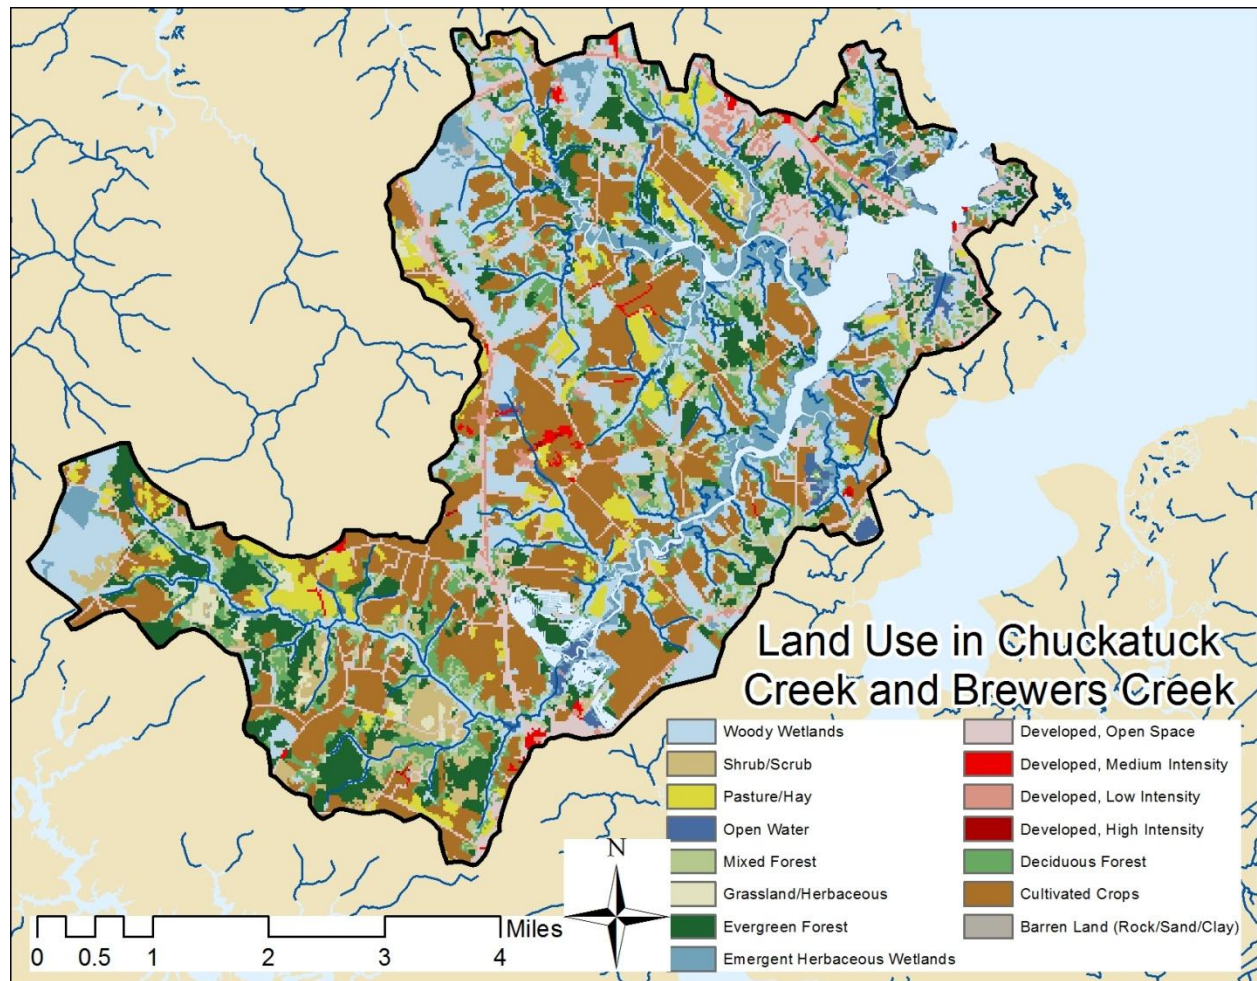 Land Use in Chuckatuck
Creek and Brewers Creek
Woody Wetlands
Shrub/Scrub
Pasture/Hay
Open Water
Mixed Forest
Grassland/Herbaceous
Evergreen Forest
Emergent Herbaceous Wetlands
Developed, Open Space
Developed, Medium Intensity
Developed, Low Intensity
Developed, High Intensity
Deciduous Forest
Cultivated Crops
Barren Land (Rock/Sand/Clay)
N
Miles
0 0.5 1 2 3 4